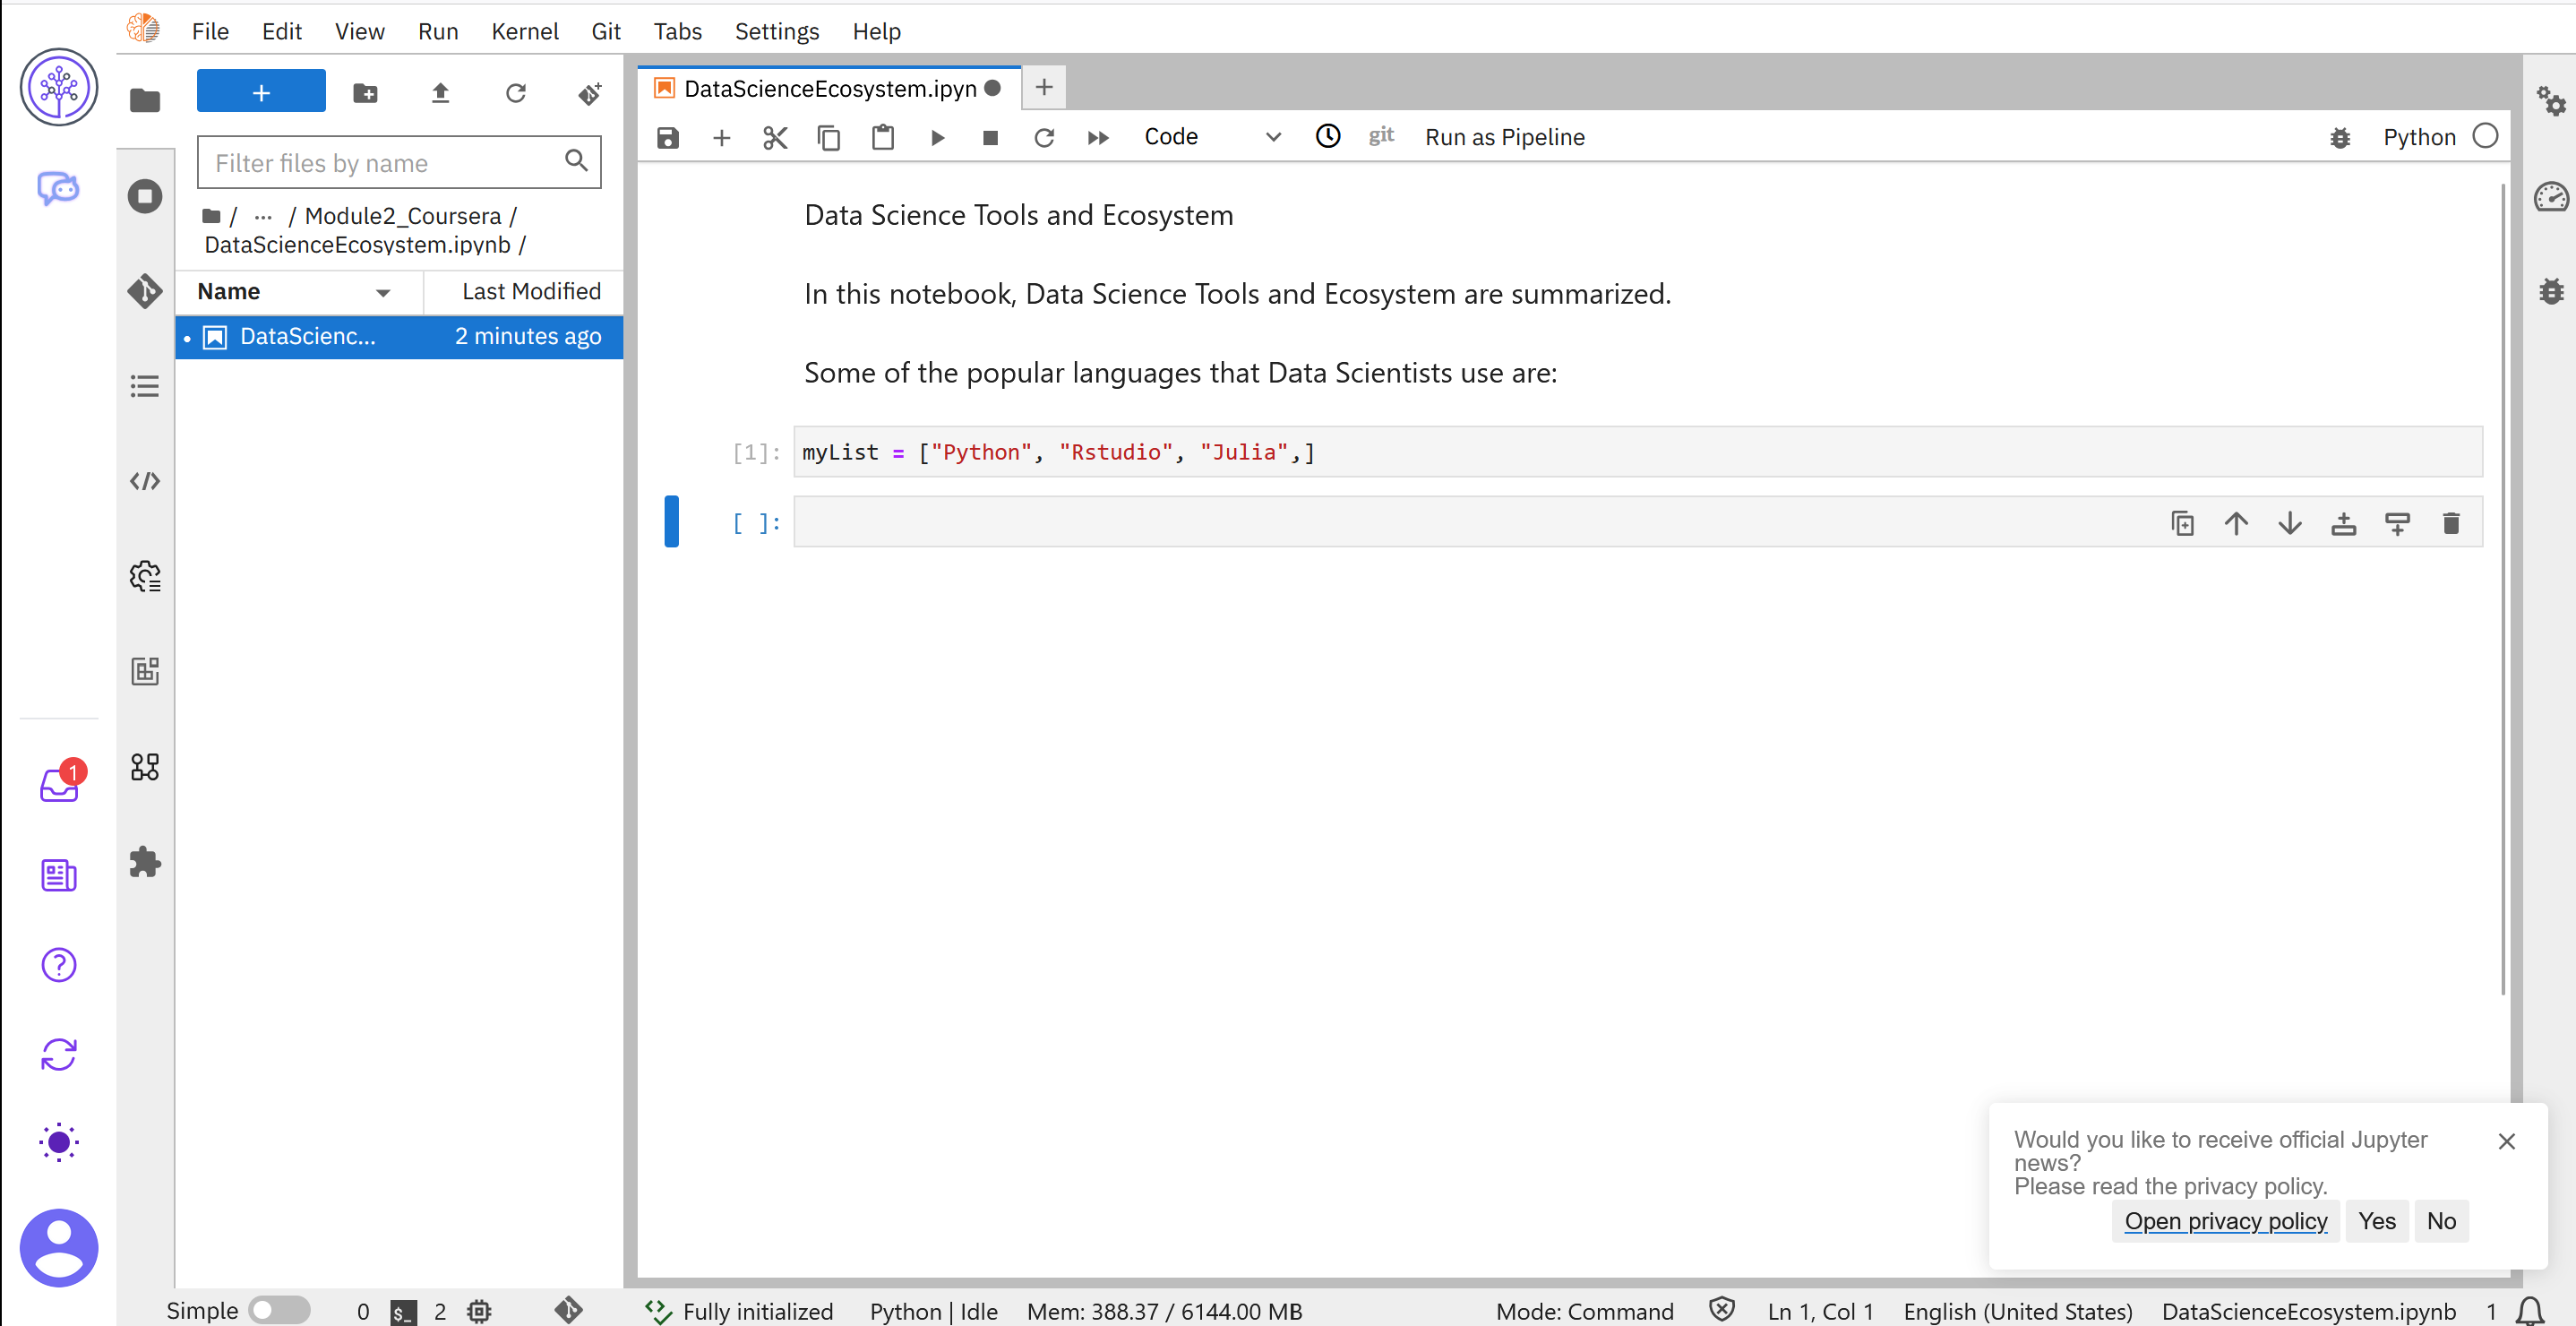 File Edit View Run Kernel Git Tabs Settings Help
+
Filter files by name
/ ... / Module2_Coursera /
DataScienceEcosystem.ipynb /
Name Last Modified
DataScienc... 2 minutes ago
DataScienceEcosystem.ipyn
Code git Run as Pipeline Python
Data Science Tools and Ecosystem
In this notebook, Data Science Tools and Ecosystem are summarized.
Some of the popular languages that Data Scientists use are:
[1]: myList = ["Python", "Rstudio", "Julia",]
[ ]:
1
Would you like to receive official Jupyter
news?
Please read the privacy policy.
Open privacy policy Yes No
Simple 0 $_ 2 Fully initialized Python | Idle Mem: 388.37 / 6144.00 MB Mode: Command Ln 1, Col 1 English (United States) DataScienceEcosystem.ipynb 1